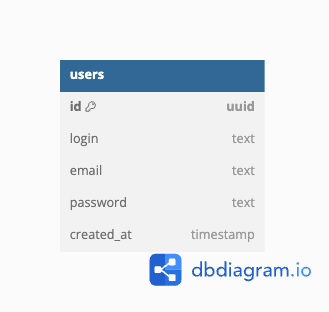 users
id uuid
login text
email text
password text
created_at timestamp
dbdiagram.io